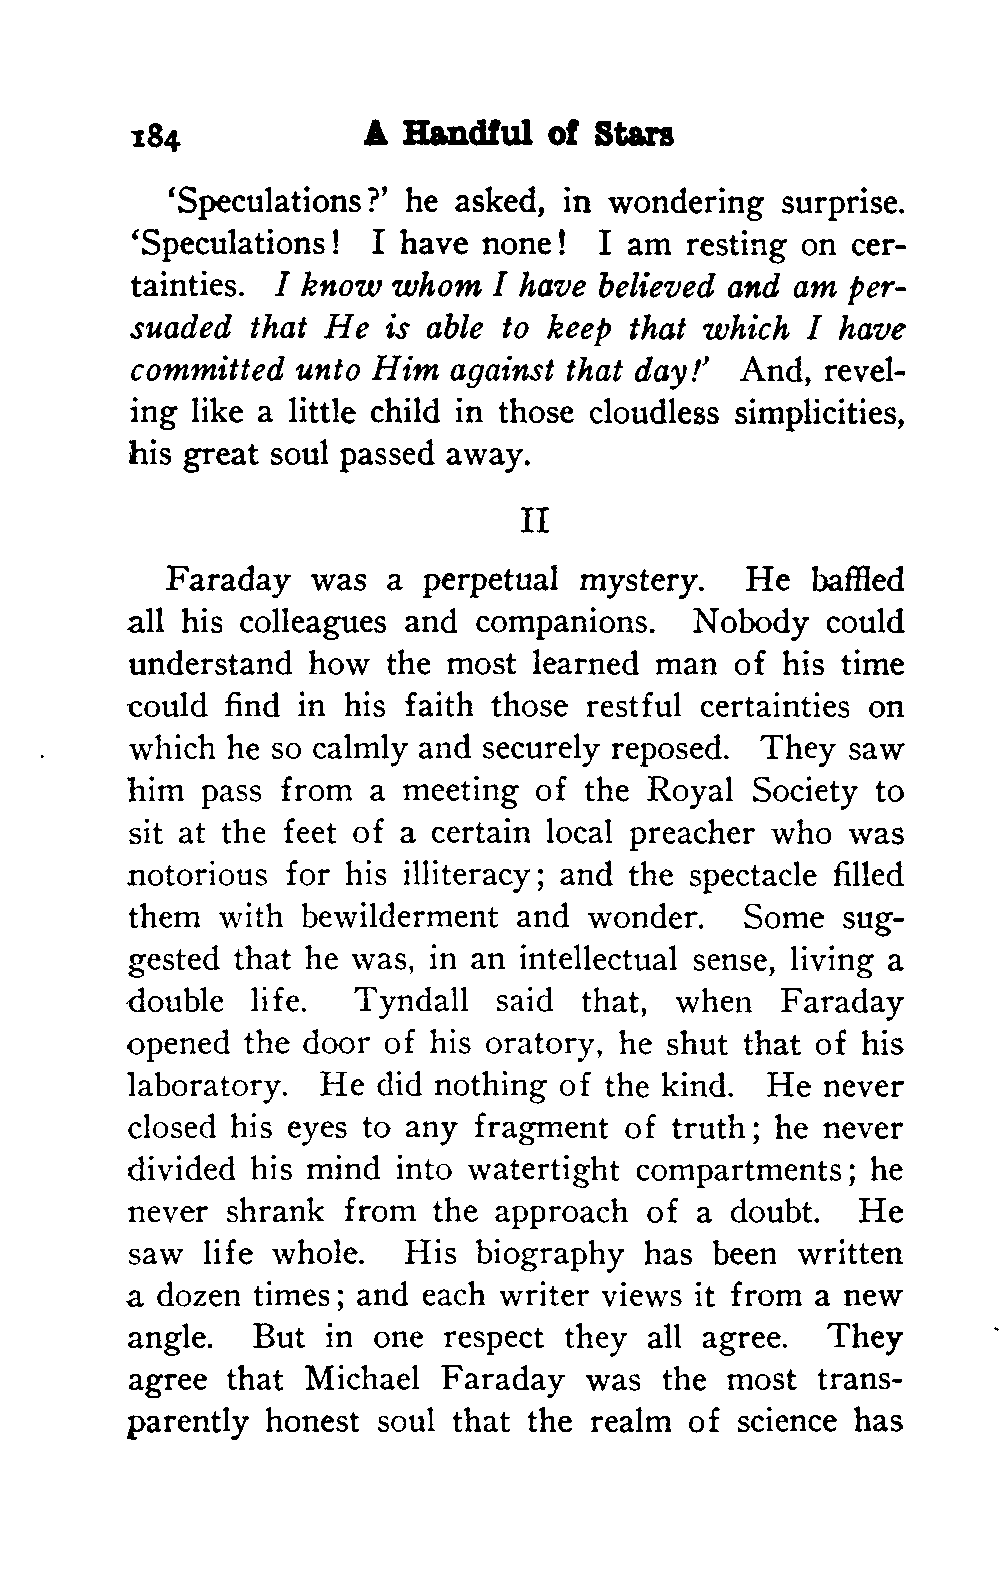 184 A Handful of Stars
‘Speculations?’ he asked, in wondering surprise.
‘Speculations! I have none! I am resting on cer-
tainties. I know whom I have believed and am per-
suaded that He is able to keep that which I have
committed unto Him against that day!’ And, revel-
ing like a little child in those cloudless simplicities,
his great soul passed away.
II
Faraday was a perpetual mystery. He baffled
all his colleagues and companions. Nobody could
understand how the most learned man of his time
could find in his faith those restful certainties on
which he so calmly and securely reposed. They saw
him pass from a meeting of the Royal Society to
sit at the feet of a certain local preacher who was
notorious for his illiteracy; and the spectacle filled
them with bewilderment and wonder. Some sug-
gested that he was, in an intellectual sense, living a
double life. Tyndall said that, when Faraday
opened the door of his oratory, he shut that of his
laboratory. He did nothing of the kind. He never
closed his eyes to any fragment of truth; he never
divided his mind into watertight compartments; he
never shrank from the approach of a doubt. He
saw life whole. His biography has been written
a dozen times; and each writer views it from a new
angle. But in one respect they all agree. They
agree that Michael Faraday was the most trans-
parently honest soul that the realm of science has